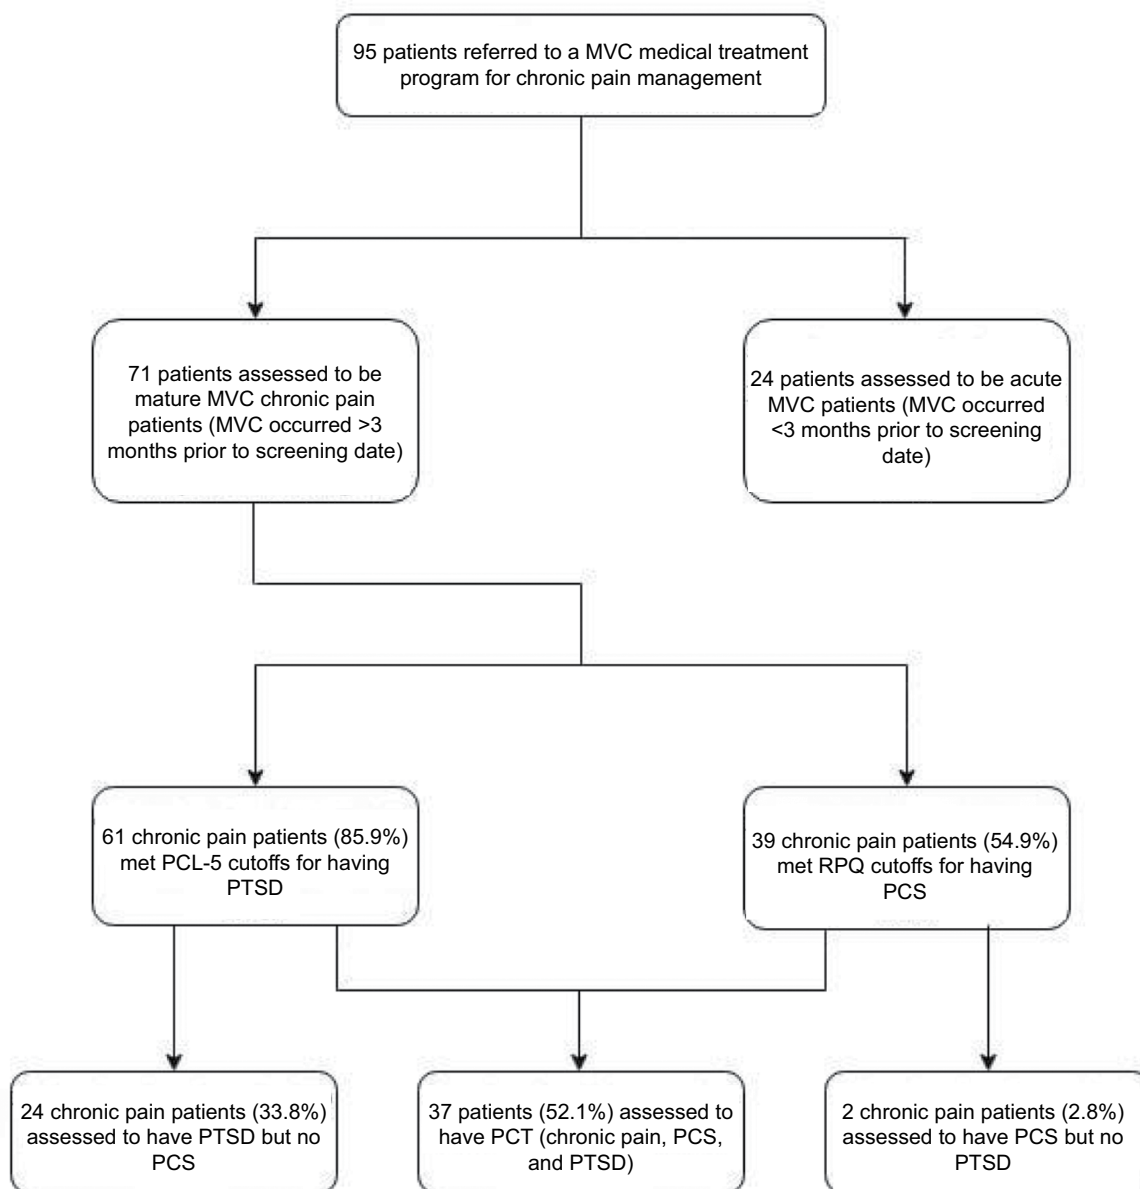 95 patients referred to a MVC medical treatment
program for chronic pain management
71 patients assessed to be
mature MVC chronic pain
patients (MVC occurred >3
months prior to screening date)
24 patients assessed to be acute
MVC patients (MVC occurred
<3 months prior to screening
date)
61 chronic pain patients (85.9%)
met PCL-5 cutoffs for having
PTSD
39 chronic pain patients (54.9%)
met RPQ cutoffs for having
PCS
24 chronic pain patients (33.8%)
assessed to have PTSD but no
PCS
37 patients (52.1%) assessed to
have PCT (chronic pain, PCS,
and PTSD)
2 chronic pain patients (2.8%)
assessed to have PCS but no
PTSD